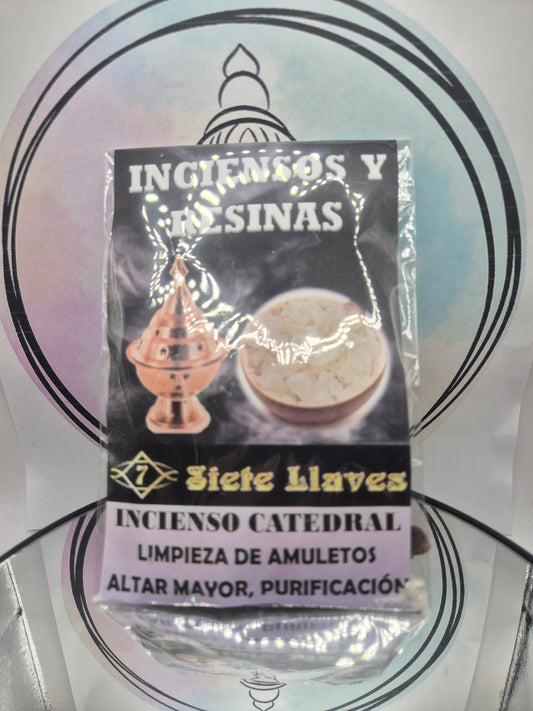 INCIENSOS Y
RESINAS
7 Siete Llaves
INCIENSO CATEDRAL
LIMPIEZA DE AMULETOS
ALTAR MAYOR, PURIFICACIÓN